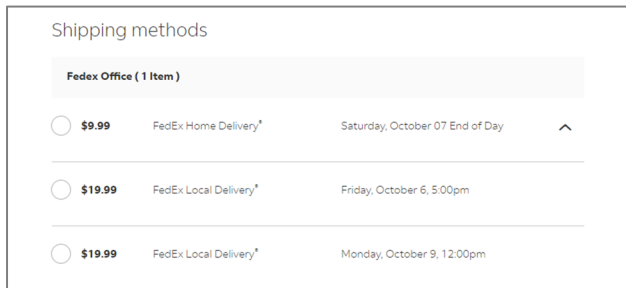 Shipping methods
Fedex Office ( 1 Item )
$9.99 FedEx Home Delivery® Saturday, October 07 End of Day
$19.99 FedEx Local Delivery® Friday, October 6, 5:00pm
$19.99 FedEx Local Delivery® Monday, October 9, 12:00pm